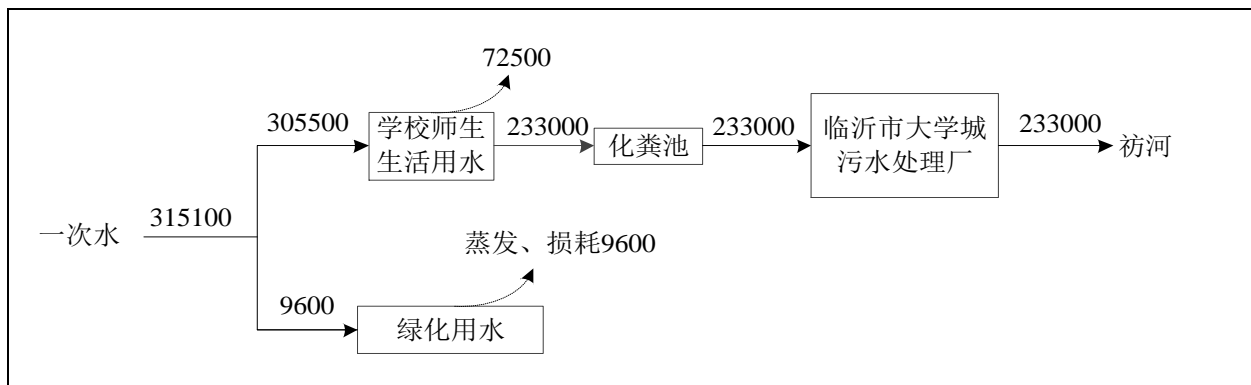 72500
305500
学校师生
生活用水
233000
化粪池
233000
临沂市大学城
污水处理厂
233000
祊河
一次水
315100
蒸发、损耗9600
9600
绿化用水